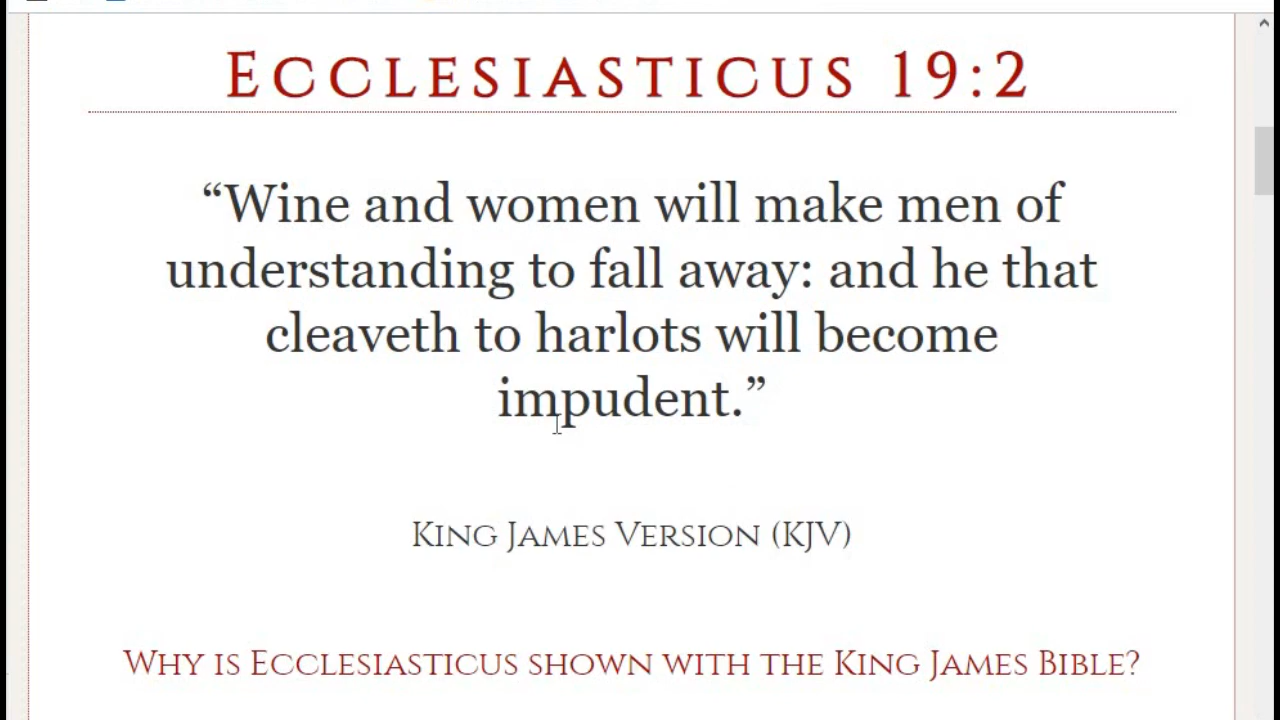 Ecclesiasticus 19:2
“Wine and women will make men of
understanding to fall away: and he that
cleaveth to harlots will become
impudent.”
King James Version (KJV)
Why is Ecclesiasticus shown with the King James Bible?